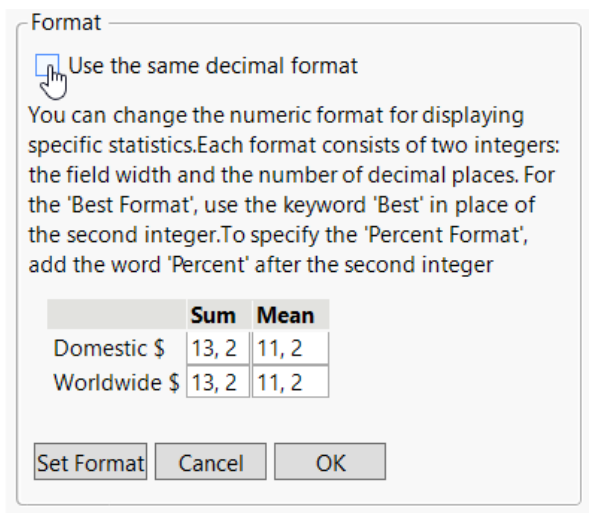 Format
Use the same decimal format
You can change the numeric format for displaying
specific statistics.Each format consists of two integers:
the field width and the number of decimal places. For
the 'Best Format', use the keyword 'Best' in place of
the second integer.To specify the 'Percent Format',
add the word 'Percent' after the second integer
Sum Mean
Domestic $ 13, 2 11, 2
Worldwide $ 13, 2 11, 2
Set Format Cancel OK